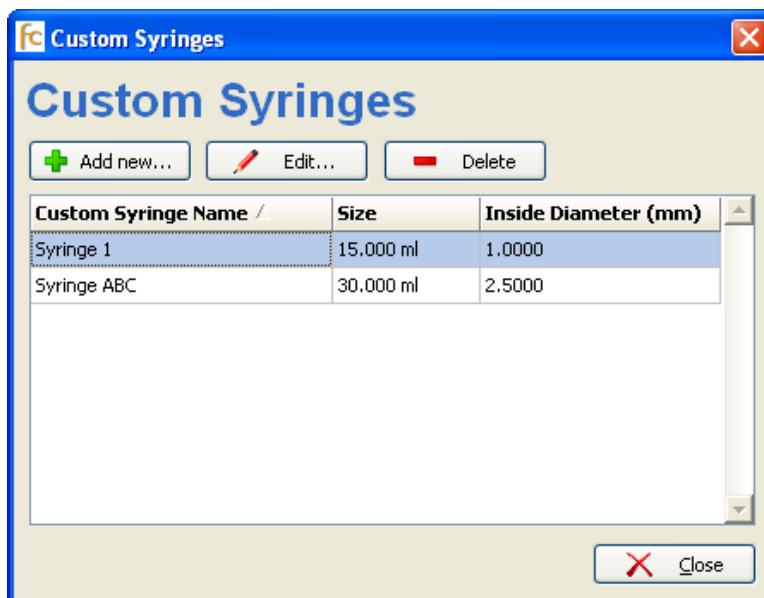 fc Custom Syringes
Custom Syringes
Add new... Edit... Delete
Custom Syringe Name Size Inside Diameter (mm)
Syringe 1 15.000 ml 1.0000
Syringe ABC 30.000 ml 2.5000
Close